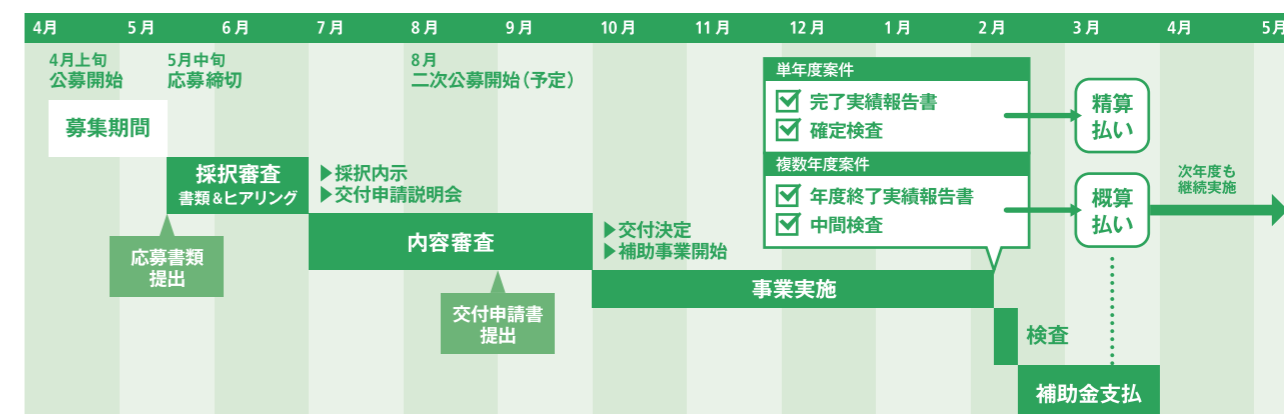 4月 5月 6月 7月 8月 9月 10月 11月 12月 1月 2月 3月 4月 5月
4月上旬
公募開始
5月中旬
応募締切
8月
二次公募開始（予定）
募集期間
採択審査
書類&ヒアリング
▶採択内示
▶交付申請説明会
応募書類
提出
内容審査
▶交付決定
▶補助事業開始
交付申請書
提出
単年度案件
完了実績報告書
確定検査
精算
払い
複数年度案件
年度終了実績報告書
中間検査
概算
払い
次年度も
継続実施
事業実施
検査
補助金支払